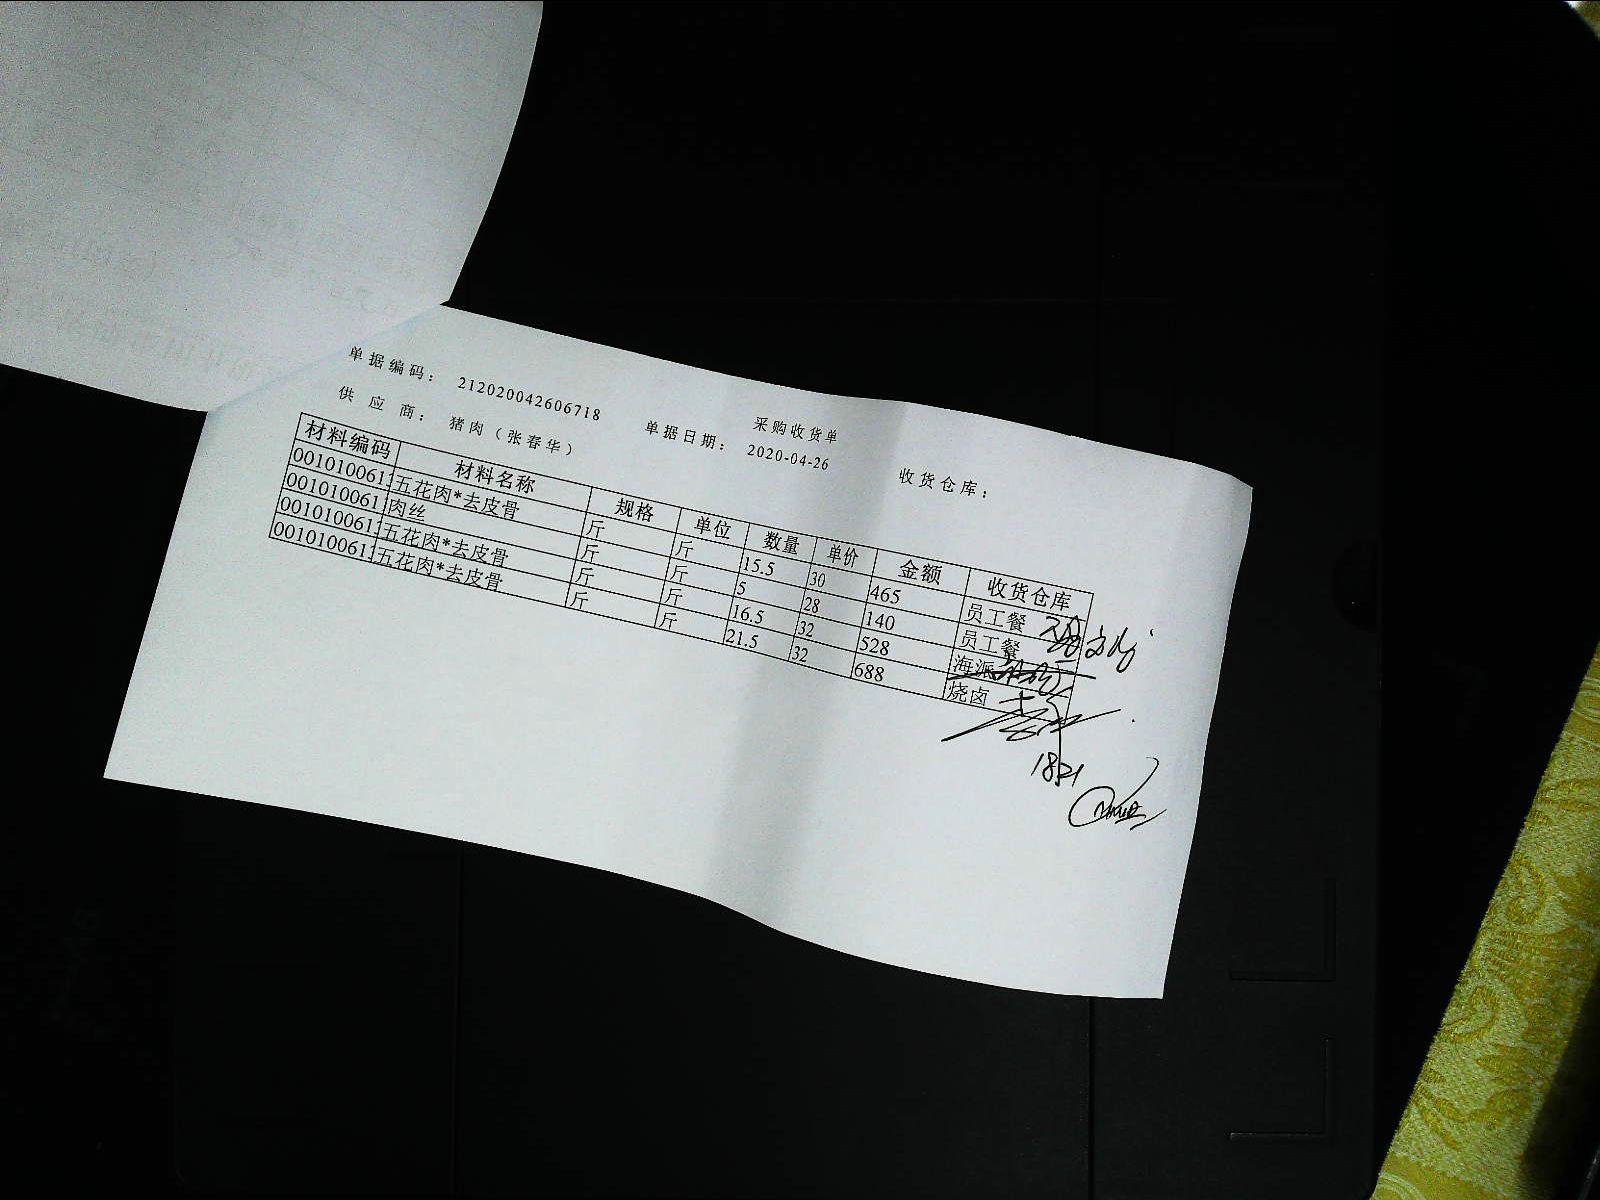 采购收货单
单据编码： 212020042606718 单据日期： 2020-04-26 收货仓库：
供 应 商： 猪肉（张春华）
材料编码 材料名称 规格 单位 数量 单价 金额 收货仓库
001010061 五花肉*去皮骨 斤 斤 15.5 30 465 员工餐
001010061 肉丝 斤 斤 5 28 140 员工餐
001010061 五花肉*去皮骨 斤 斤 16.5 32 528 海派
001010061 五花肉*去皮骨 斤 斤 21.5 32 688 烧卤
1821